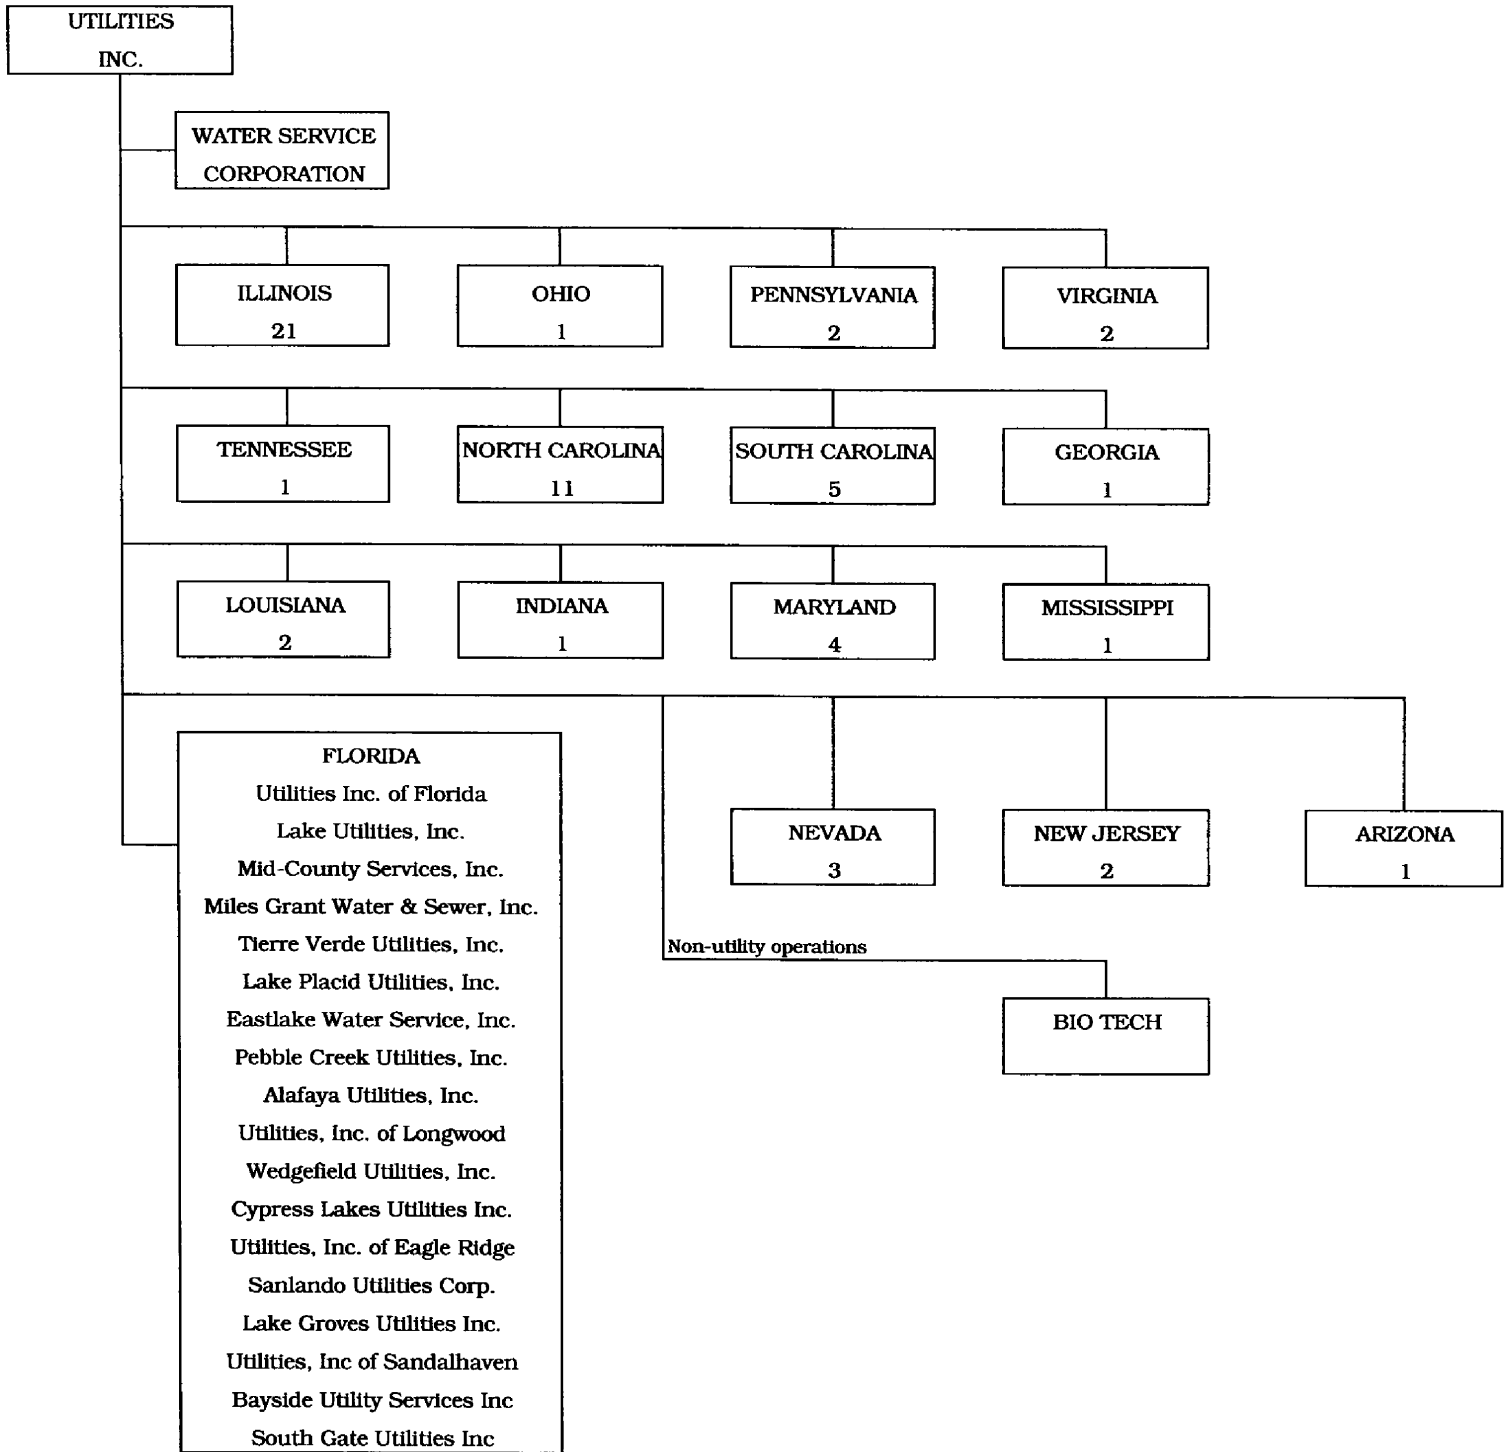 UTILITIES
INC.
WATER SERVICE
CORPORATION
ILLINOIS
21
OHIO
1
PENNSYLVANIA
2
VIRGINIA
2
TENNESSEE
1
NORTH CAROLINA
11
SOUTH CAROLINA
5
GEORGIA
1
LOUISIANA
2
INDIANA
1
MARYLAND
4
MISSISSIPPI
1
FLORIDA
Utilities Inc. of Florida
Lake Utilities, Inc.
Mid-County Services, Inc.
Miles Grant Water & Sewer, Inc.
Tierre Verde Utilities, Inc.
Lake Placid Utilities, Inc.
Eastlake Water Service, Inc.
Pebble Creek Utilities, Inc.
Alafaya Utilities, Inc.
Utilities, Inc. of Longwood
Wedgefield Utilities, Inc.
Cypress Lakes Utilities Inc.
Utilities, Inc. of Eagle Ridge
Sanlando Utilities Corp.
Lake Groves Utilities Inc.
Utilities, Inc of Sandalhaven
Bayside Utility Services Inc
South Gate Utilities Inc
NEVADA
3
NEW JERSEY
2
ARIZONA
1
Non-utility operations
BIO TECH